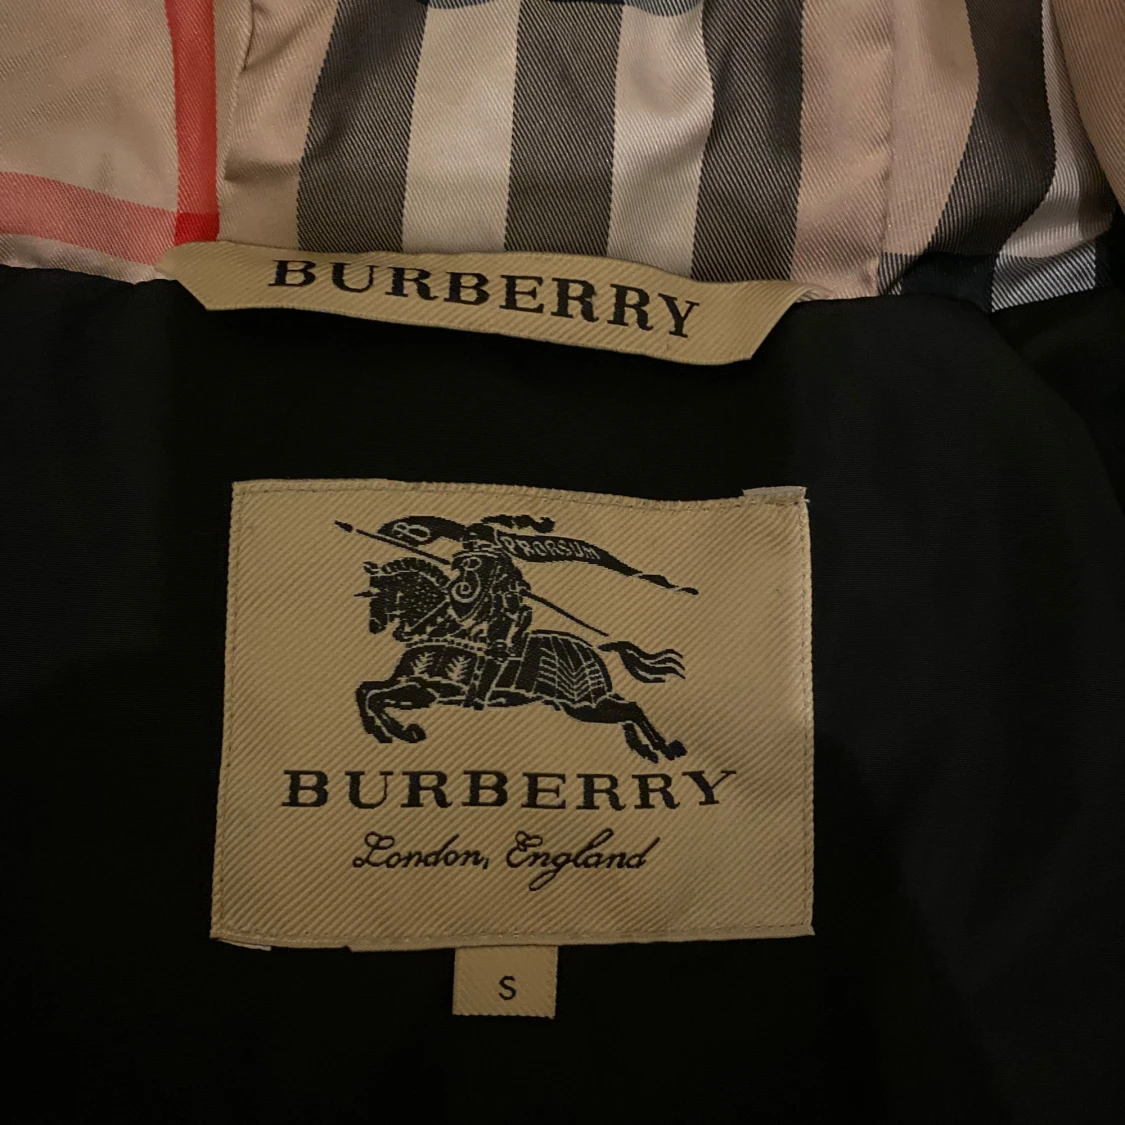 BURBERRY
B PRORSUM
B
BURBERRY
London, England
S